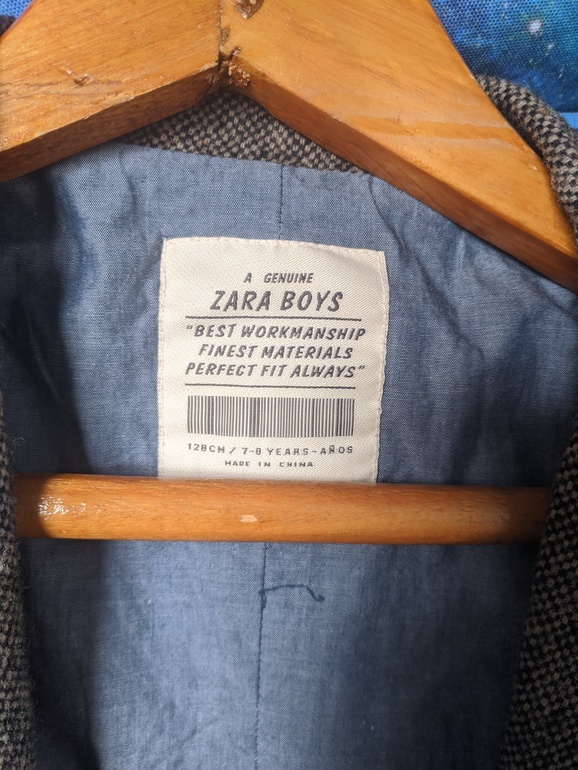 A GENUINE
ZARA BOYS
"BEST WORKMANSHIP
FINEST MATERIALS
PERFECT FIT ALWAYS"
128CM / 7-8 YEARS-AÑOS
MADE IN CHINA